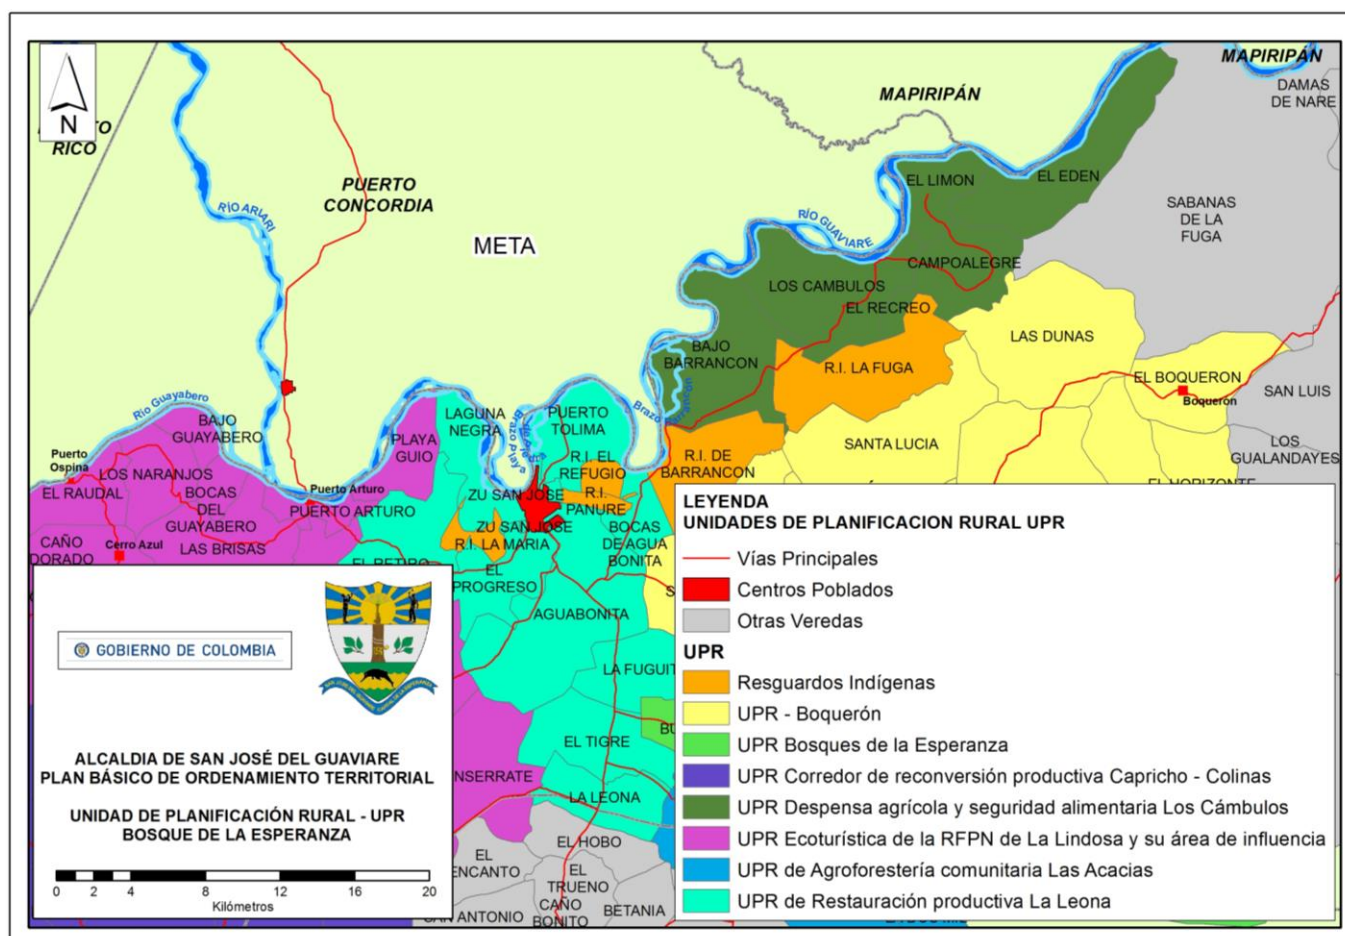 MAPIRIPÁN
DAMAS
DE NARE
N
RICO
MAPIRIPÁN
EL LIMON
EL EDEN
PUERTO
CONCORDIA
RÍO ARIARI
RÍO GUAVIARE
SABANAS
DE LA
FUGA
META
CAMPOALEGRE
LOS CAMBULOS
EL RECREO
LAS DUNAS
BAJO
BARRANCON
R.I. LA FUGA
EL BOQUERON
Boquerón
SAN LUIS
Río Guayabero
BAJO
GUAYABERO
LAGUNA
NEGRA
PUERTO
TOLIMA
PLAYA
GUIO
SANTA LUCIA
LOS
GUALANDAYES
Puerto
Ospina
LOS NARANJOS
EL RAUDAL
BOCAS
DEL
GUAYABERO
Puerto Arturo
PUERTO ARTURO
R.I. EL
REFUGIO
R.I. DE
BARRANCON
ZU SAN JOSE
R.I.
PANURE
EL HORIZONTE
CAÑO
DORADO
Cerro Azul
LAS BRISAS
ZU SAN JOSE
R.I. LA MARIA
BOCAS
DE AGUA
BONITA
EL RETIRO
EL
PROGRESO
AGUABONITA
EL TIGRE
LA LEONA
EL HOBO
EL
ENCANTO
EL
TRUENO
CAÑO
BONITO
BETANIA
SAN ANTONIO
LEYENDA
UNIDADES DE PLANIFICACION RURAL UPR
Vías Principales
Centros Poblados
Otras Veredas
UPR
Resguardos Indígenas
UPR - Boquerón
UPR Bosques de la Esperanza
UPR Corredor de reconversión productiva Capricho - Colinas
UPR Despensa agrícola y seguridad alimentaria Los Cámbulos
UPR Ecoturística de la RFPN de La Lindosa y su área de influencia
UPR de Agroforestería comunitaria Las Acacias
UPR de Restauración productiva La Leona
GOBIERNO DE COLOMBIA
ALCALDIA DE SAN JOSÉ DEL GUAVIARE
PLAN BÁSICO DE ORDENAMIENTO TERRITORIAL
UNIDAD DE PLANIFICACIÓN RURAL - UPR
BOSQUE DE LA ESPERANZA
0 2 4 8 12 16 20
Kilómetros